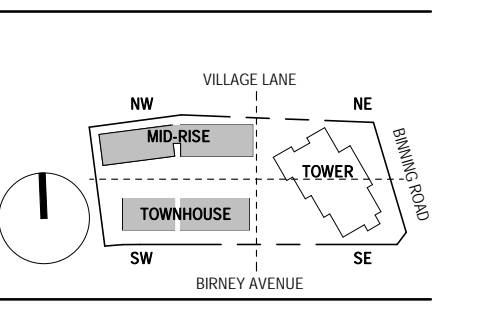 VILLAGE LANE
NW
NE
MID-RISE
BINNING ROAD
TOWER
TOWNHOUSE
SW
SE
BIRNEY AVENUE